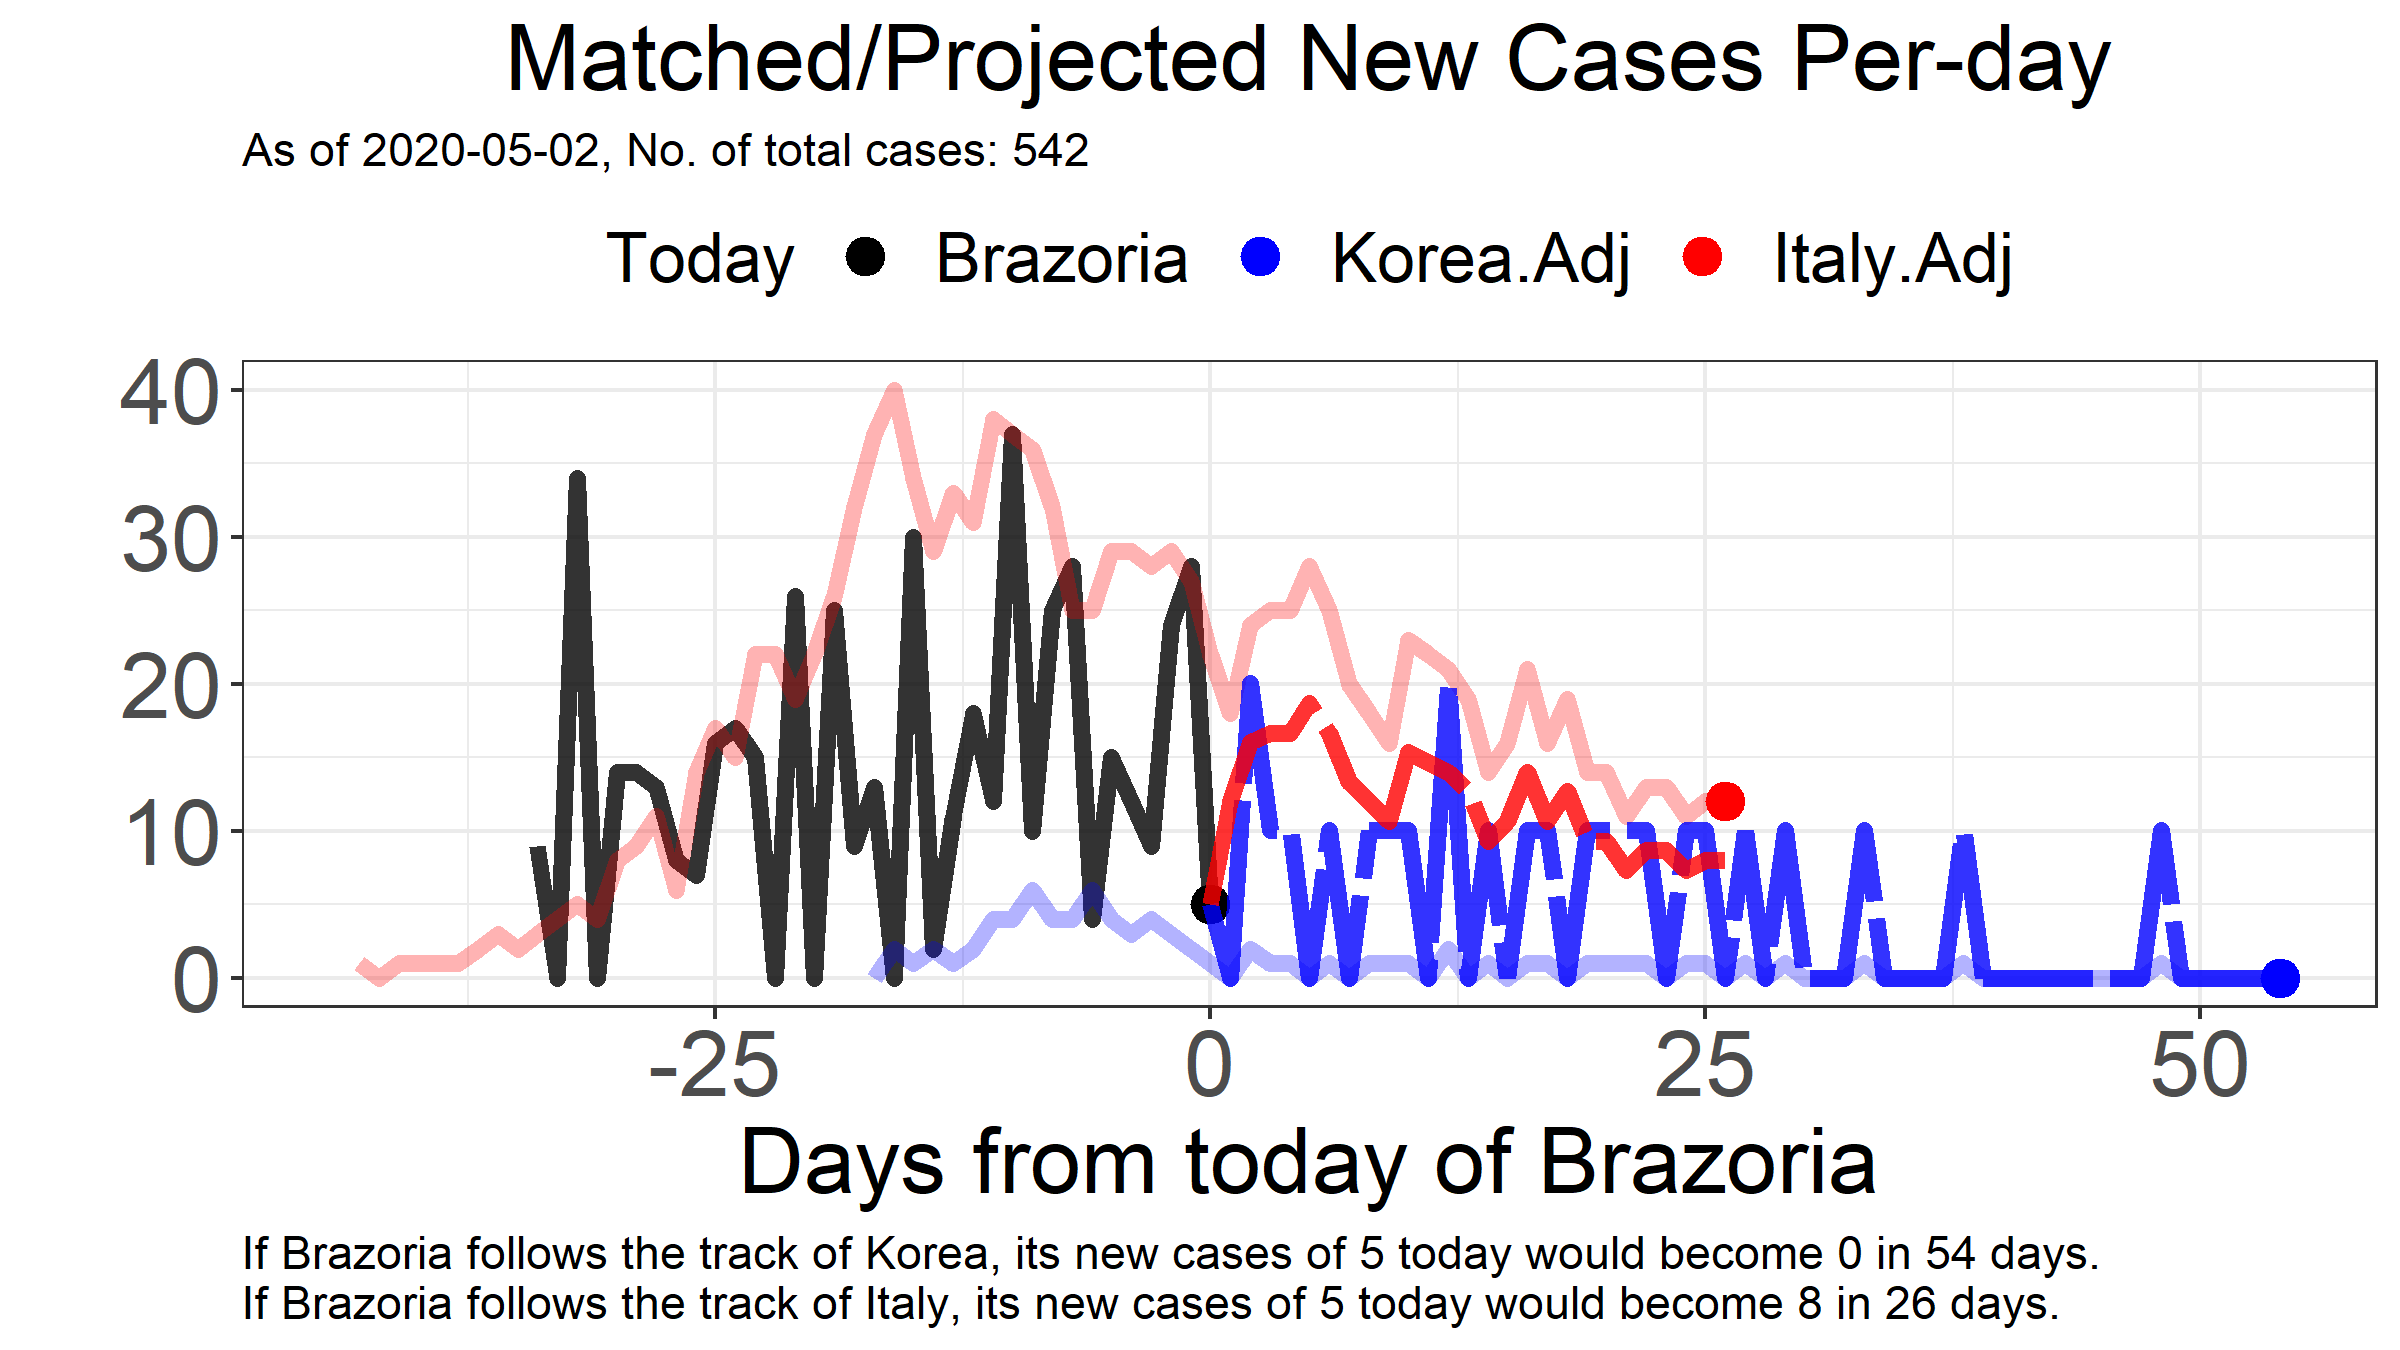 Matched/Projected New Cases Per-day
As of 2020-05-02, No. of total cases: 542
Today Brazoria Korea.Adj Italy.Adj
40
30
20
10
0
-25 0 25 50
Days from today of Brazoria
If Brazoria follows the track of Korea, its new cases of 5 today would become 0 in 54 days.
If Brazoria follows the track of Italy, its new cases of 5 today would become 8 in 26 days.